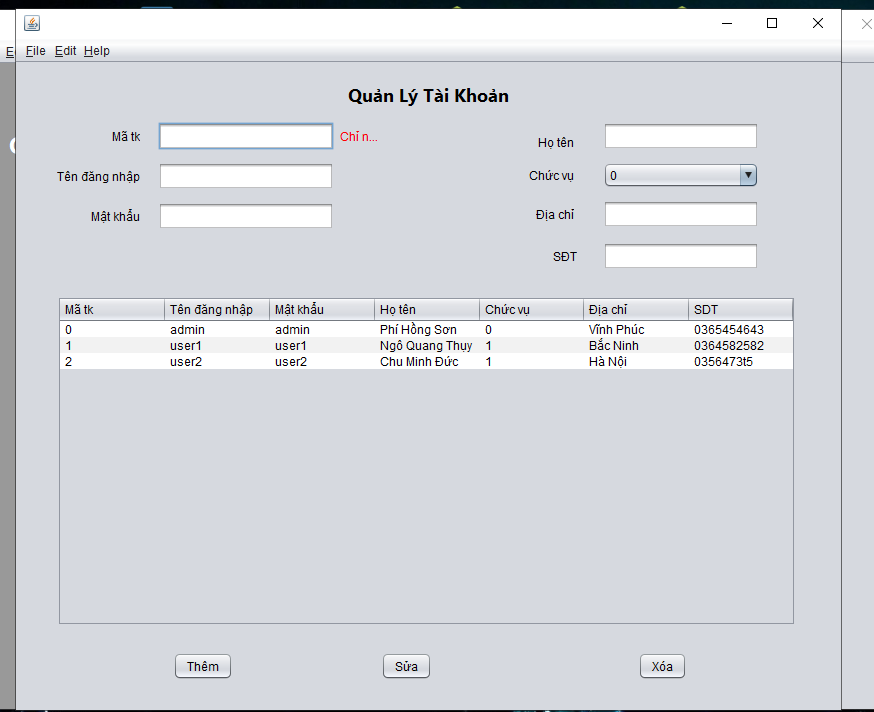 File Edit Help
Quản Lý Tài Khoản
Mã tk
Chỉ n...
Họ tên
Tên đăng nhập
Chức vụ
0
Mật khẩu
Địa chỉ
SĐT
Mã tk Tên đăng nhập Mật khẩu Họ tên Chức vụ Địa chỉ SDT
0 admin admin Phí Hồng Sơn 0 Vĩnh Phúc 0365454643
1 user1 user1 Ngô Quang Thụy 1 Bắc Ninh 0364582582
2 user2 user2 Chu Minh Đức 1 Hà Nội 0356473t5
Thêm Sửa Xóa